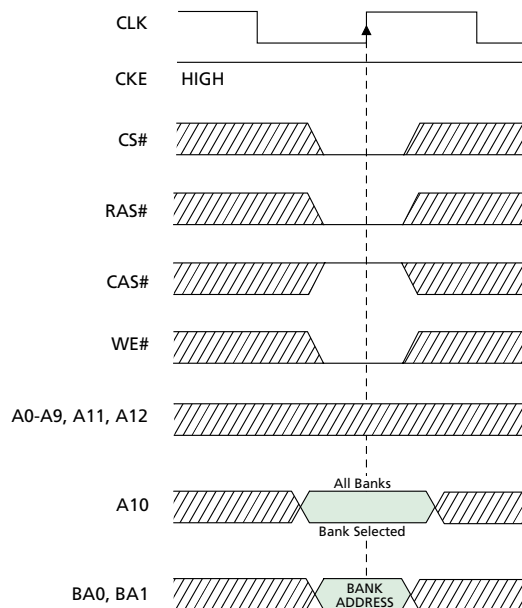 CLK
CKE HIGH
CS#
RAS#
CAS#
WE#
A0-A9, A11, A12
All Banks
A10
Bank Selected
BA0, BA1
BANK
ADDRESS